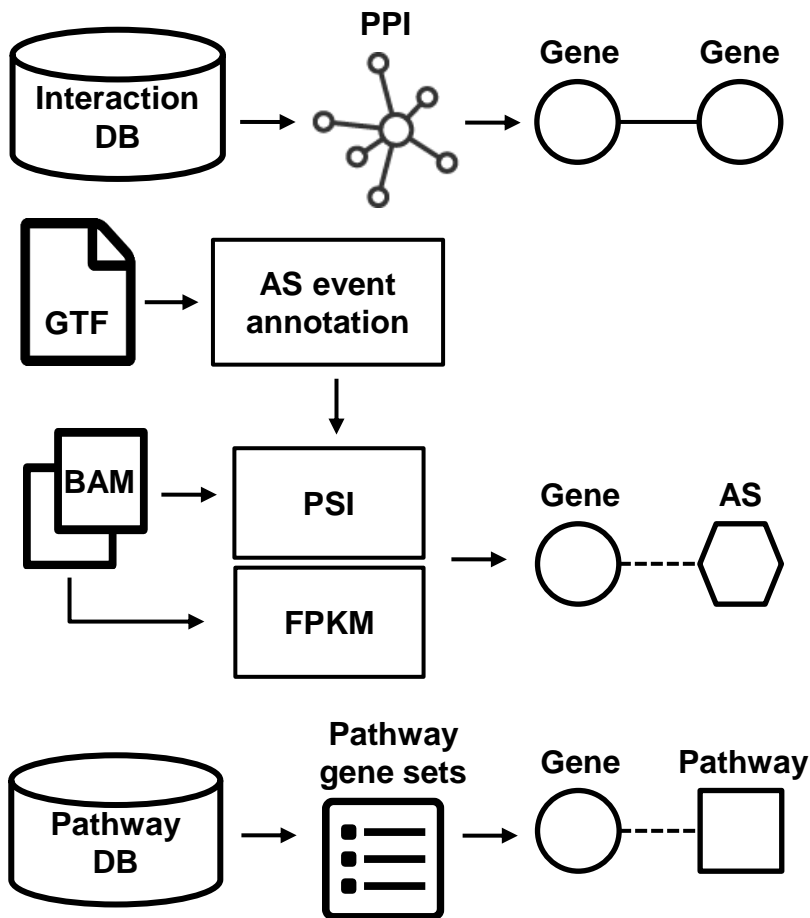 PPI
Gene
Gene
Interaction
DB
GTF
AS event
annotation
BAM
PSI
Gene
AS
FPKM
Pathway
gene sets
Gene
Pathway
Pathway
DB